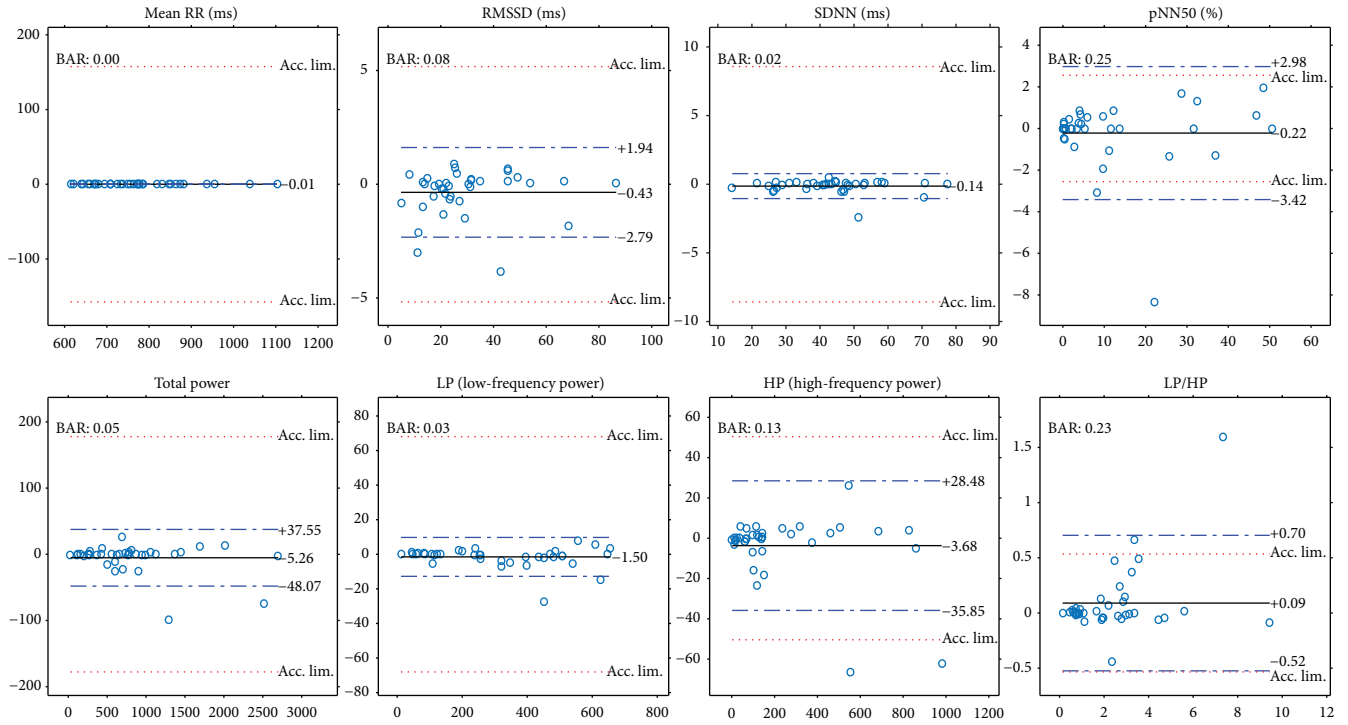 Mean RR (ms)
BAR: 0.00
Acc. lim.
−0.01
Acc. lim.
200
100
0
−100
600 700 800 900 1000 1100 1200
RMSSD (ms)
BAR: 0.08
Acc. lim.
+1.94
−0.43
−2.79
Acc. lim.
5
0
−5
0 20 40 60 80 100
SDNN (ms)
BAR: 0.02
Acc. lim.
−0.14
Acc. lim.
10
5
0
−5
−10
10 20 30 40 50 60 70 80 90
pNN50 (%)
BAR: 0.25
+2.98
Acc. lim.
−0.22
Acc. lim.
−3.42
4
2
0
−2
−4
−6
−8
0 10 20 30 40 50 60
Total power
BAR: 0.05
Acc. lim.
+37.55
−5.26
−48.07
Acc. lim.
200
100
0
−100
−200
0 500 1000 1500 2000 2500 3000
LP (low-frequency power)
BAR: 0.03
Acc. lim.
−1.50
Acc. lim.
80
60
40
20
0
−20
−40
−60
−80
0 200 400 600 800
HP (high-frequency power)
BAR: 0.13
Acc. lim.
+28.48
−3.68
−35.85
Acc. lim.
60
40
20
0
−20
−40
−60
0 200 400 600 800 1000 1200
LP/HP
BAR: 0.23
+0.70
Acc. lim.
+0.09
−0.52
Acc. lim.
1.5
1
0.5
0
−0.5
0 2 4 6 8 10 12